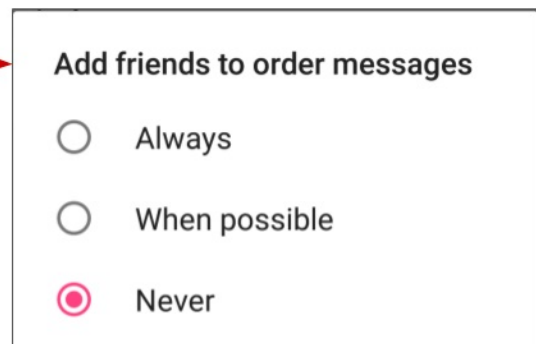 Add friends to order messages
Always
When possible
Never